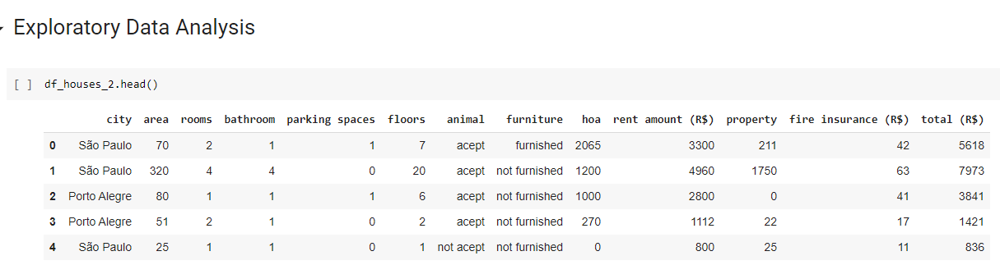 Exploratory Data Analysis
[ ] df_houses_2.head()
city area rooms bathroom parking spaces floors animal furniture hoa rent amount (R$) property fire insurance (R$) total (R$)
0 São Paulo 70 2 1 1 7 acept furnished 2065 3300 211 42 5618
1 São Paulo 320 4 4 0 20 acept not furnished 1200 4960 1750 63 7973
2 Porto Alegre 80 1 1 1 6 acept not furnished 1000 2800 0 41 3841
3 Porto Alegre 51 2 1 0 2 acept not furnished 270 1112 22 17 1421
4 São Paulo 25 1 1 0 1 not acept not furnished 0 800 25 11 836